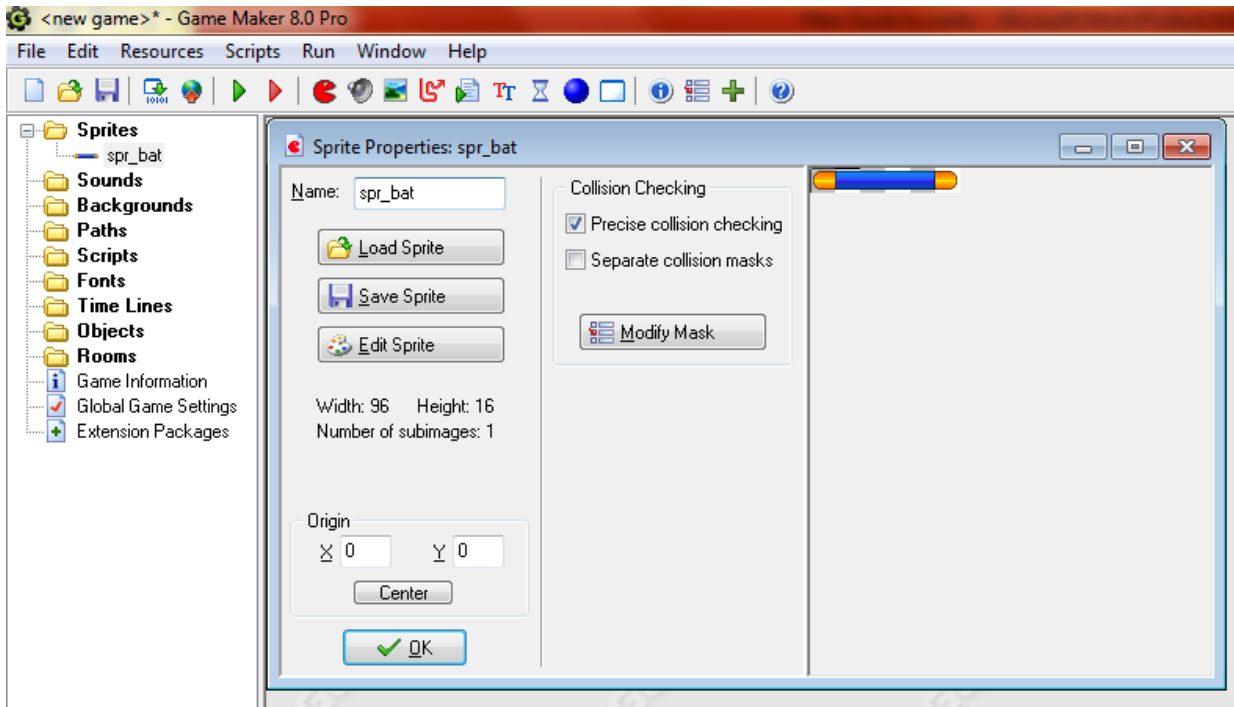 <new game>* - Game Maker 8.0 Pro
File Edit Resources Scripts Run Window Help
Sprites
spr_bat
Sounds
Backgrounds
Paths
Scripts
Fonts
Time Lines
Objects
Rooms
Game Information
Global Game Settings
Extension Packages
Sprite Properties: spr_bat
Name: spr_bat
Load Sprite
Save Sprite
Edit Sprite
Width: 96 Height: 16
Number of subimages: 1
Origin
X 0 Y 0
Center
OK
Collision Checking
Precise collision checking
Separate collision masks
Modify Mask